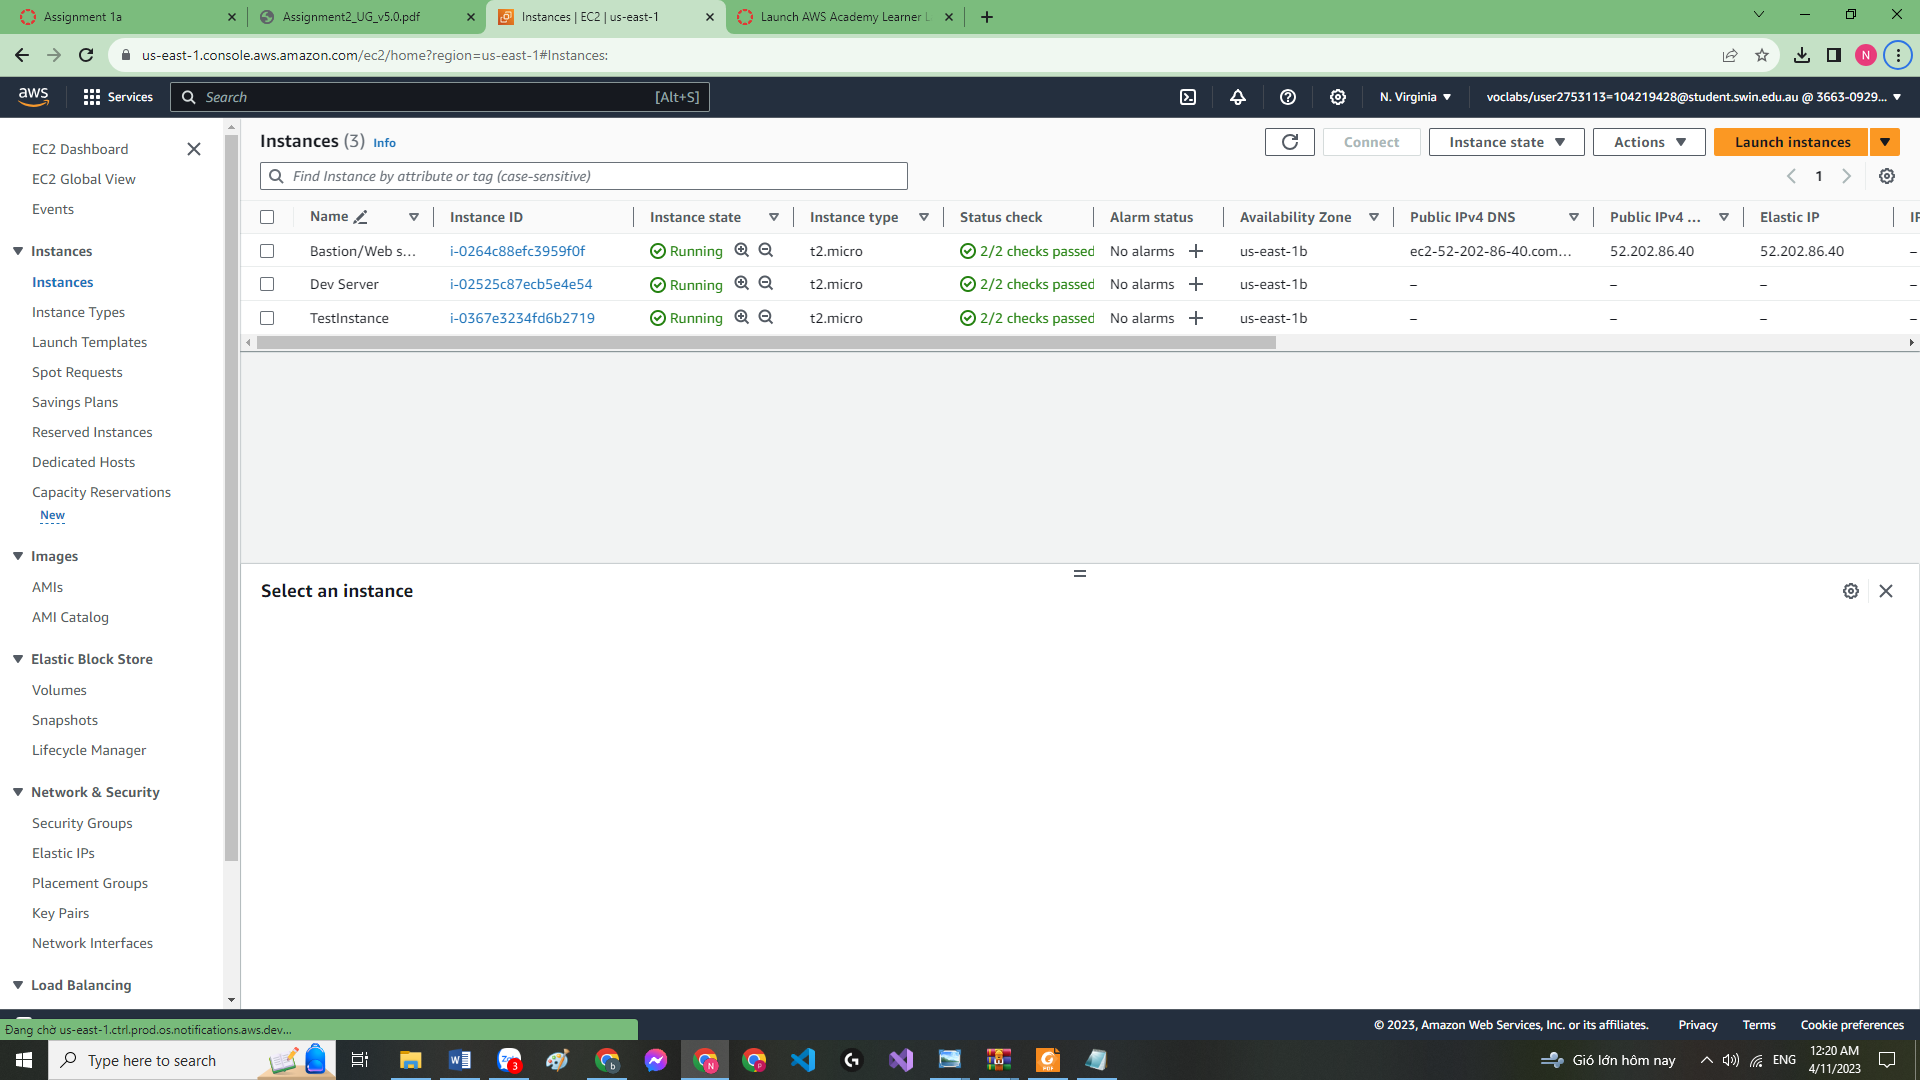 Assignment 1a
Assignment2_UG_v5.0.pdf
Instances | EC2 | us-east-1
Launch AWS Academy Learner L
us-east-1.console.aws.amazon.com/ec2/home?region=us-east-1#Instances:
N
aws
Services
Search
[Alt+S]
N. Virginia
voclabs/user2753113=104219428@student.swin.edu.au @ 3663-0929...
EC2 Dashboard
EC2 Global View
Events
Instances
Instances
Instance Types
Launch Templates
Spot Requests
Savings Plans
Reserved Instances
Dedicated Hosts
Capacity Reservations
New
Images
AMIs
AMI Catalog
Elastic Block Store
Volumes
Snapshots
Lifecycle Manager
Network & Security
Security Groups
Elastic IPs
Placement Groups
Key Pairs
Network Interfaces
Load Balancing
Instances (3) Info
Connect
Instance state
Actions
Launch instances
Find Instance by attribute or tag (case-sensitive)
1
Name Instance ID Instance state Instance type Status check Alarm status Availability Zone Public IPv4 DNS Public IPv4 ... Elastic IP IP
Bastion/Web s... i-0264c88efc3959f0f Running t2.micro 2/2 checks passed No alarms + us-east-1b ec2-52-202-86-40.com... 52.202.86.40 52.202.86.40 –
Dev Server i-02525c87ecb5e4e54 Running t2.micro 2/2 checks passed No alarms + us-east-1b – – – –
TestInstance i-0367e3234fd6b2719 Running t2.micro 2/2 checks passed No alarms + us-east-1b – – – –
Select an instance
Đang chờ us-east-1.ctrl.prod.os.notifications.aws.dev...
© 2023, Amazon Web Services, Inc. or its affiliates.
Privacy
Terms
Cookie preferences
Type here to search
Gió lớn hôm nay
ENG
12:20 AM
4/11/2023